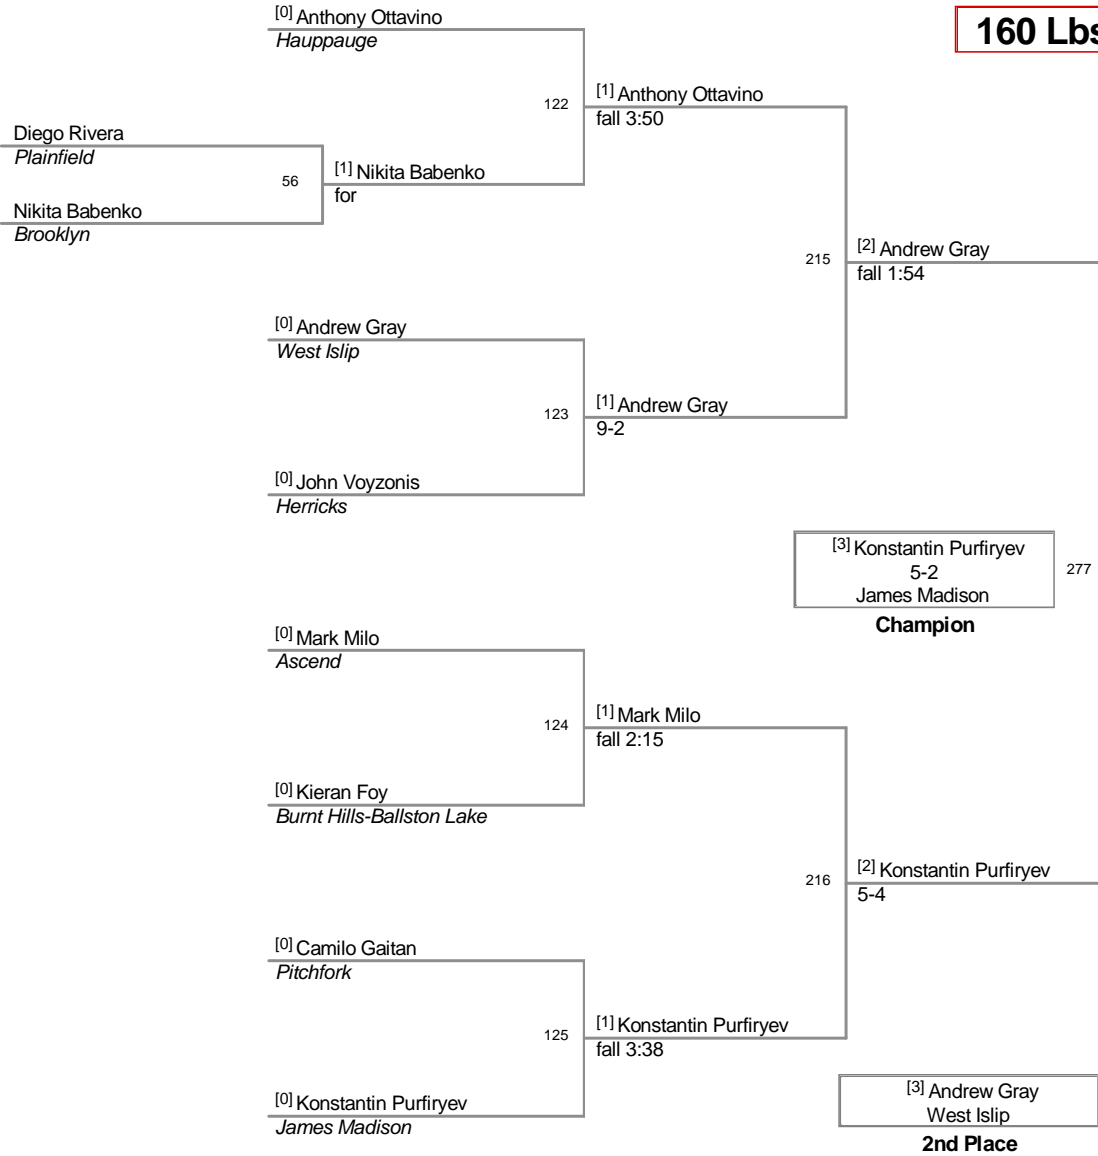 [0] Anthony Ottavino
Hauppauge
160 Lbs
122
[1] Anthony Ottavino
fall 3:50
Diego Rivera
Plainfield
56
[1] Nikita Babenko
for
Nikita Babenko
Brooklyn
215
[2] Andrew Gray
fall 1:54
[0] Andrew Gray
West Islip
123
[1] Andrew Gray
9-2
[0] John Voyzonis
Herricks
[3] Konstantin Purfiryev
5-2
James Madison
277
Champion
[0] Mark Milo
Ascend
124
[1] Mark Milo
fall 2:15
[0] Kieran Foy
Burnt Hills-Ballston Lake
216
[2] Konstantin Purfiryev
5-4
[0] Camilo Gaitan
Pitchfork
125
[1] Konstantin Purfiryev
fall 3:38
[0] Konstantin Purfiryev
James Madison
[3] Andrew Gray
West Islip
2nd Place